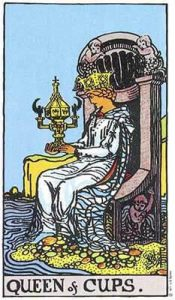 QUEEN of CUPS.